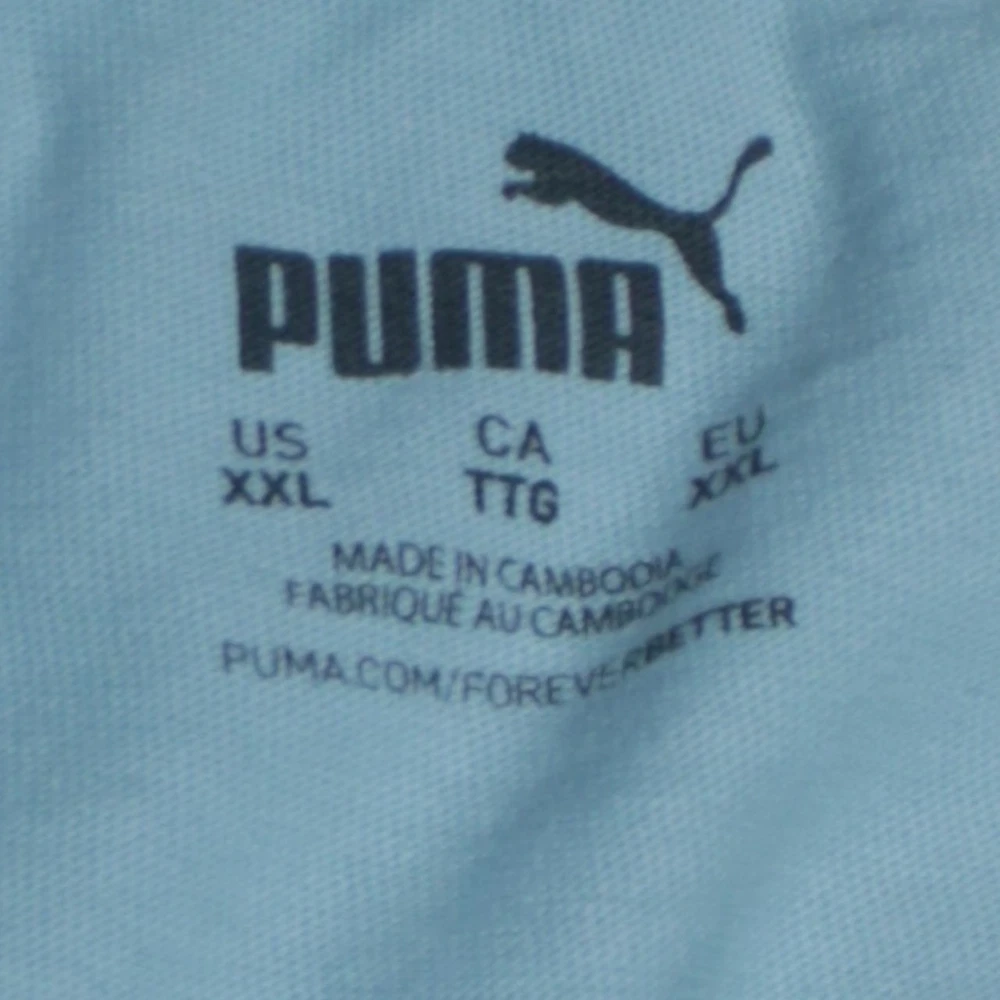 PUMA
US CA EU
XXL TTG XXL
MADE IN CAMBODIA
FABRIQUÉ AU CAMBODGE
PUMA.COM/FOREVERBETTER